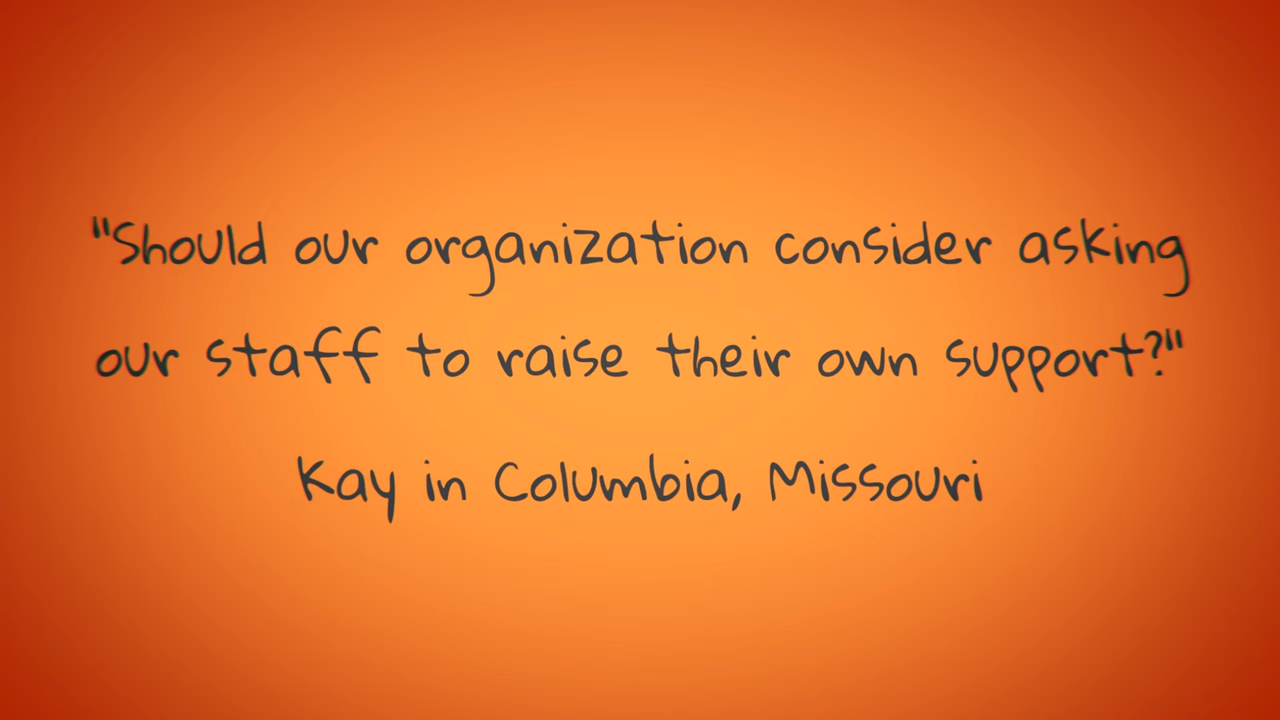 "Should our organization consider asking
our staff to raise their own support?"
Kay in Columbia, Missouri